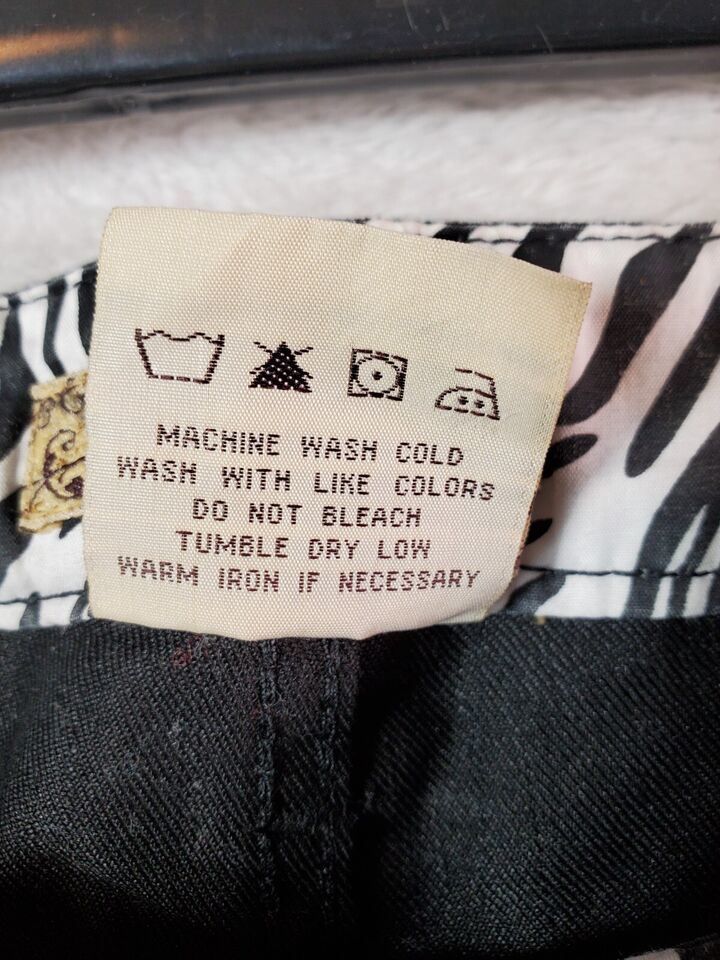 MACHINE WASH COLD
WASH WITH LIKE COLORS
DO NOT BLEACH
TUMBLE DRY LOW
WARM IRON IF NECESSARY